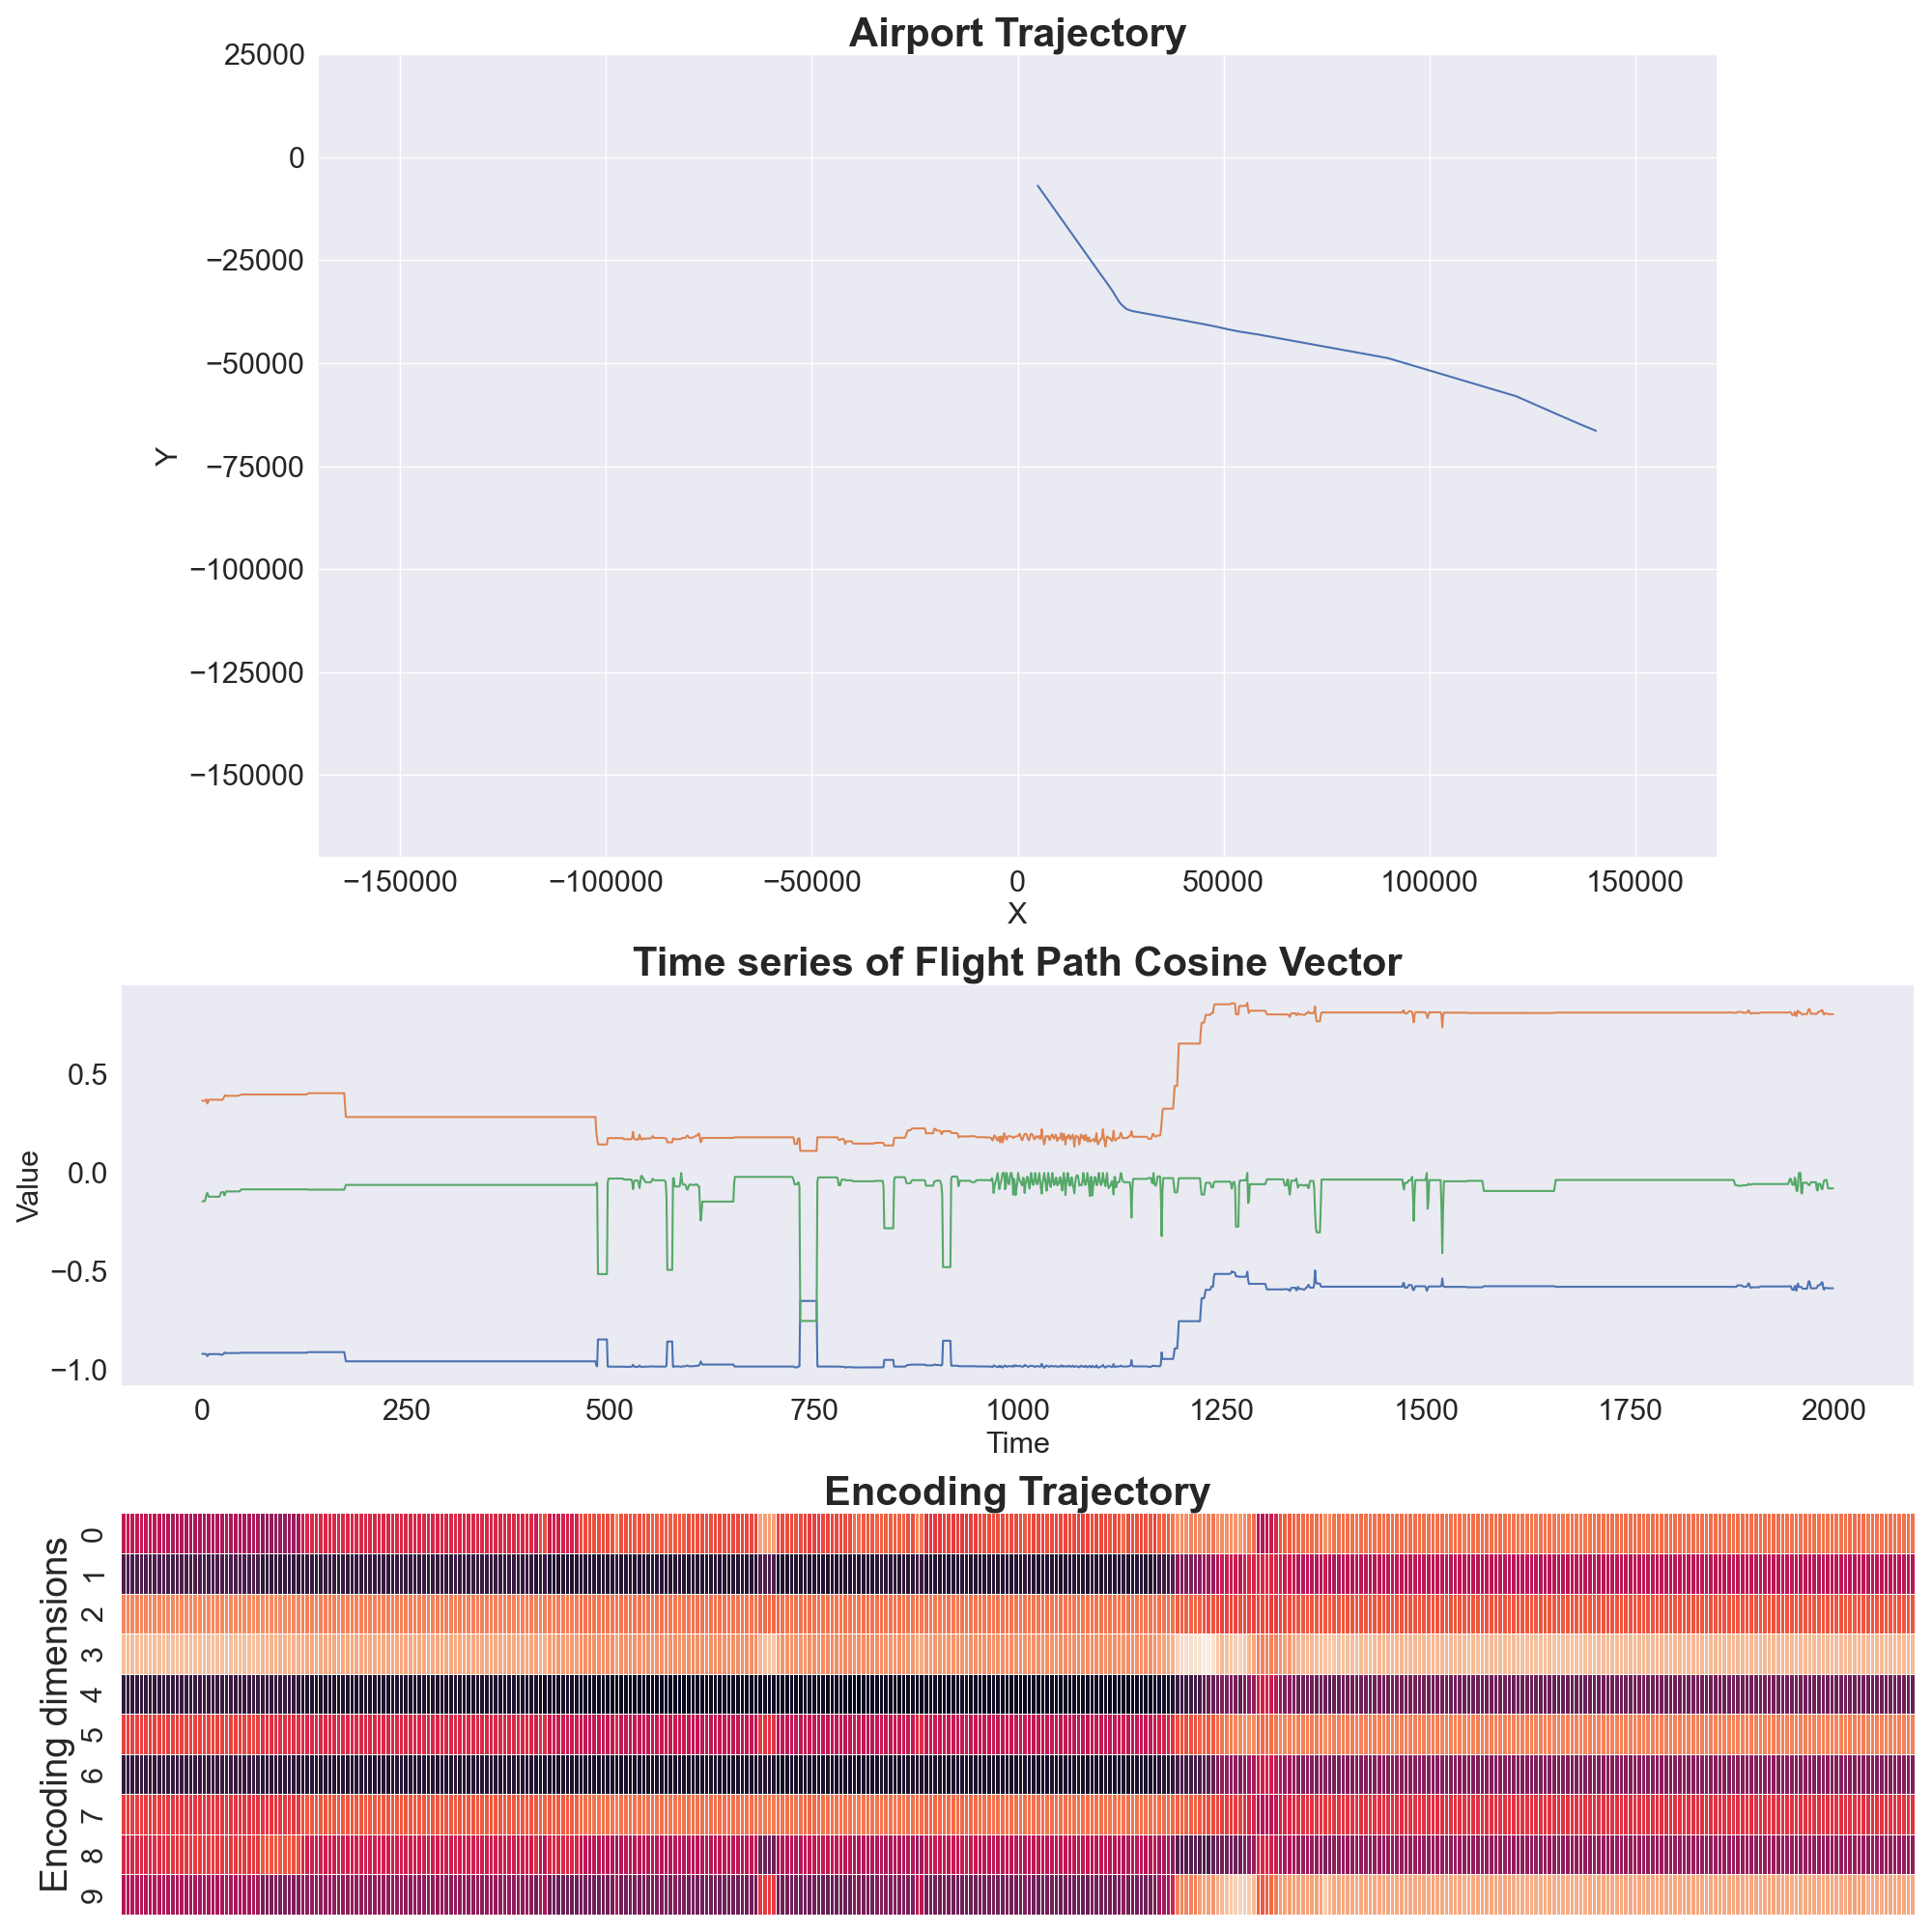 Airport Trajectory
25000
0
−25000
−50000
−75000
−100000
−125000
−150000
Y
−150000 −100000 −50000 0 50000 100000 150000
X
Time series of Flight Path Cosine Vector
0.5
0.0
−0.5
−1.0
Value
0 250 500 750 1000 1250 1500 1750 2000
Time
Encoding Trajectory
Encoding dimensions
0
1
2
3
4
5
6
7
8
9